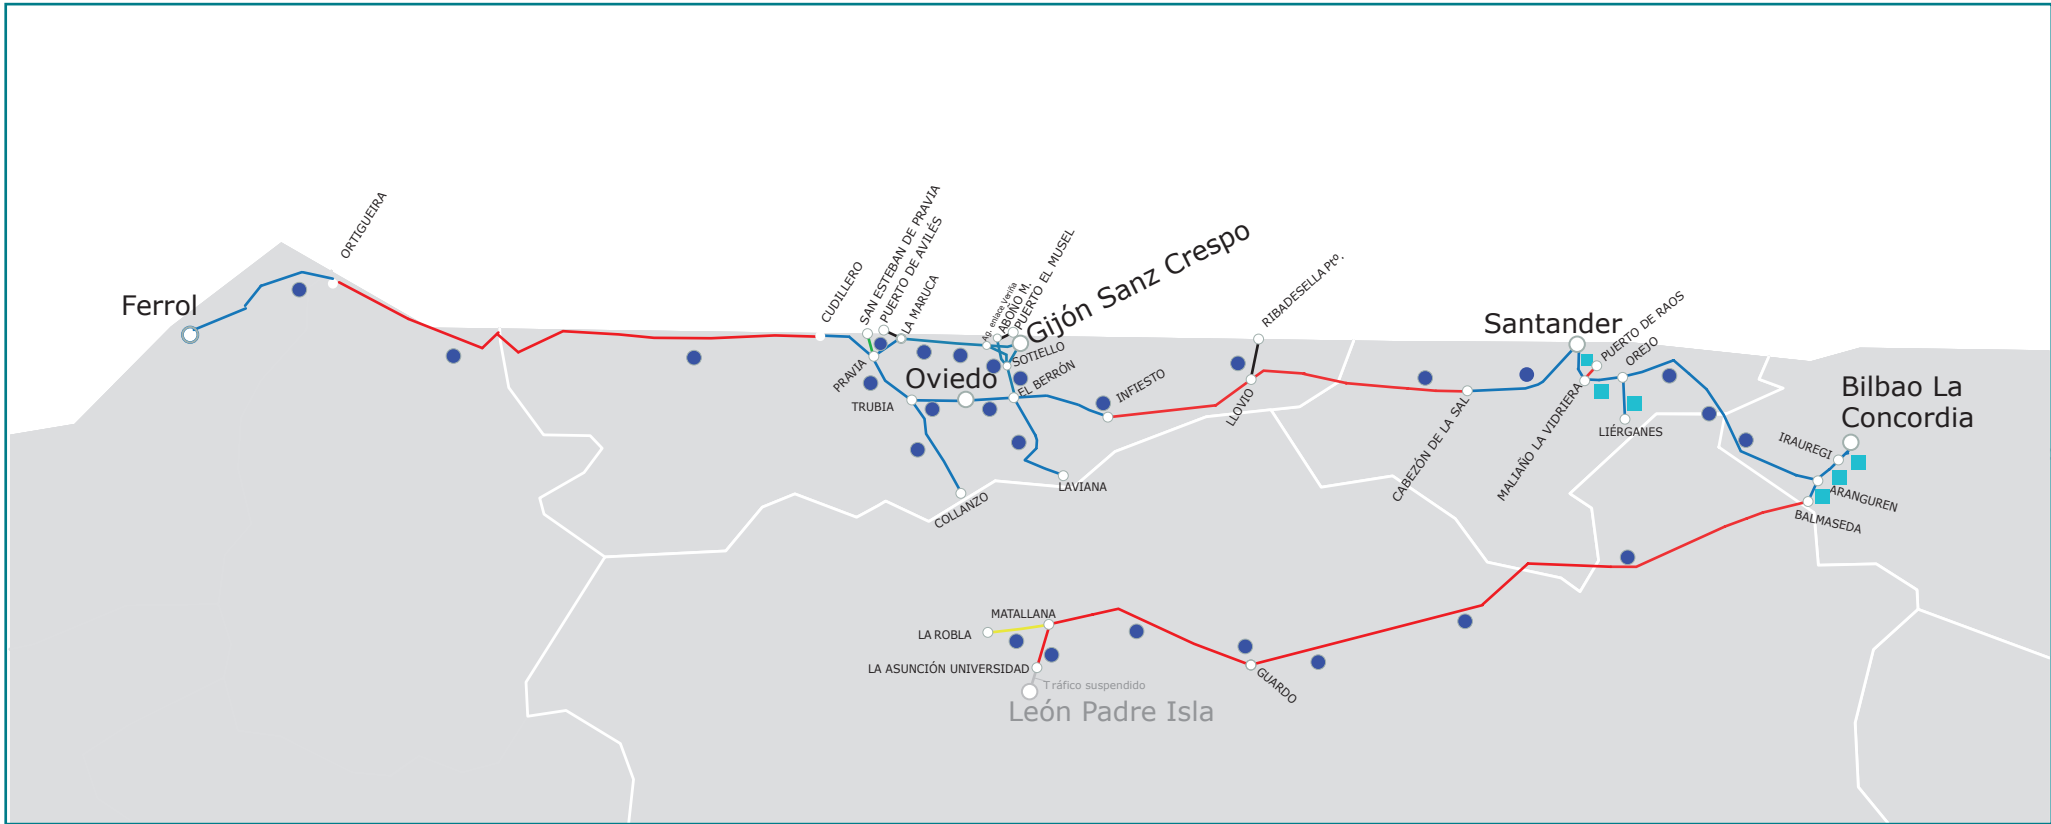 ORTIGUEIRA
Ferrol
CUDILLERO
SAN ESTEBAN DE PRAVIA
PUERTO DE AVILÉS
LA MARUCA
Ag. enlace Veriña
ABOÑO M.
PUERTO EL MUSEL
Gijón Sanz Crespo
SOTIELLO
PRAVIA
Oviedo
EL BERRÓN
TRUBIA
INFIESTO
COLLANZO
LAVIANA
RIBADESELLA Pto.
LLOVIO
Santander
PUERTO DE RAOS
OREJO
CABEZÓN DE LA SAL
MALIAÑO LA VIDRIERA
LIÉRGANES
Bilbao La
Concordia
IRAUREGI
ARANGUREN
BALMASEDA
MATALLANA
LA ROBLA
LA ASUNCIÓN UNIVERSIDAD
Tráfico suspendido
León Padre Isla
GUARDO